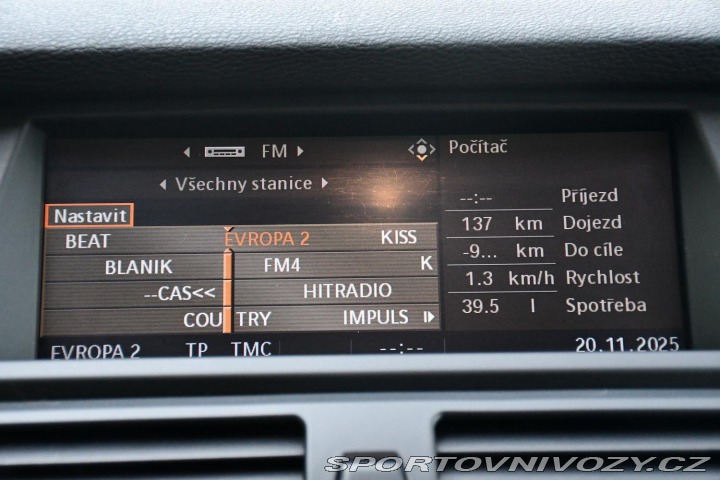 FM
Všechny stanice
Nastavit
BEAT EVROPA 2 KISS
BLANIK FM4 K
--CAS<< HITRADIO
COU TRY IMPULS
EVROPA 2 TP TMC --:-- 20.11.2025
Počítač
--:-- Příjezd
137 km Dojezd
-9... km Do cíle
1.3 km/h Rychlost
39.5 l Spotřeba
SPORTOVNIVOZY.CZ